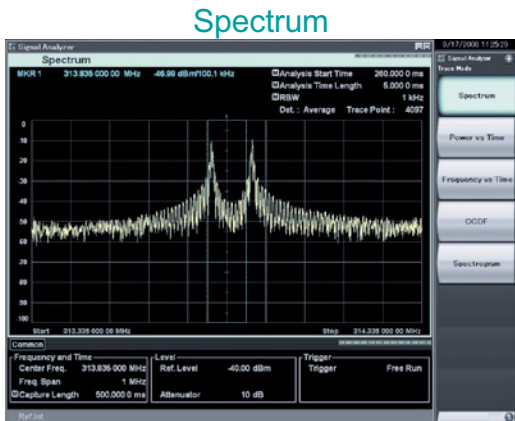 Spectrum
Signal Analyzer
8/17/2008 11:25:29
Spectrum
MKR 1 313.835 000 00 MHz -46.99 dBm/100.1 kHz
Analysis Start Time 260.000 0 ms
Analysis Time Length 5.000 0 ms
RBW 1 kHz
Det. : Average Trace Point : 4097
0
-10
-20
-30
-40
-50
-60
-70
-80
-90
-100
Start 313.335 000 00 MHz
Stop 314.335 000 00 MHz
Common
Frequency and Time
Center Freq. 313.835 000 MHz
Freq. Span 1 MHz
Capture Length 500.000 0 ms
Level
Ref. Level -40.00 dBm
Attenuator 10 dB
Trigger
Trigger Free Run
Ref.Int
Signal Analyzer
Trace Mode
Spectrum
Power vs Time
Frequency vs Time
CCDF
Spectrogram